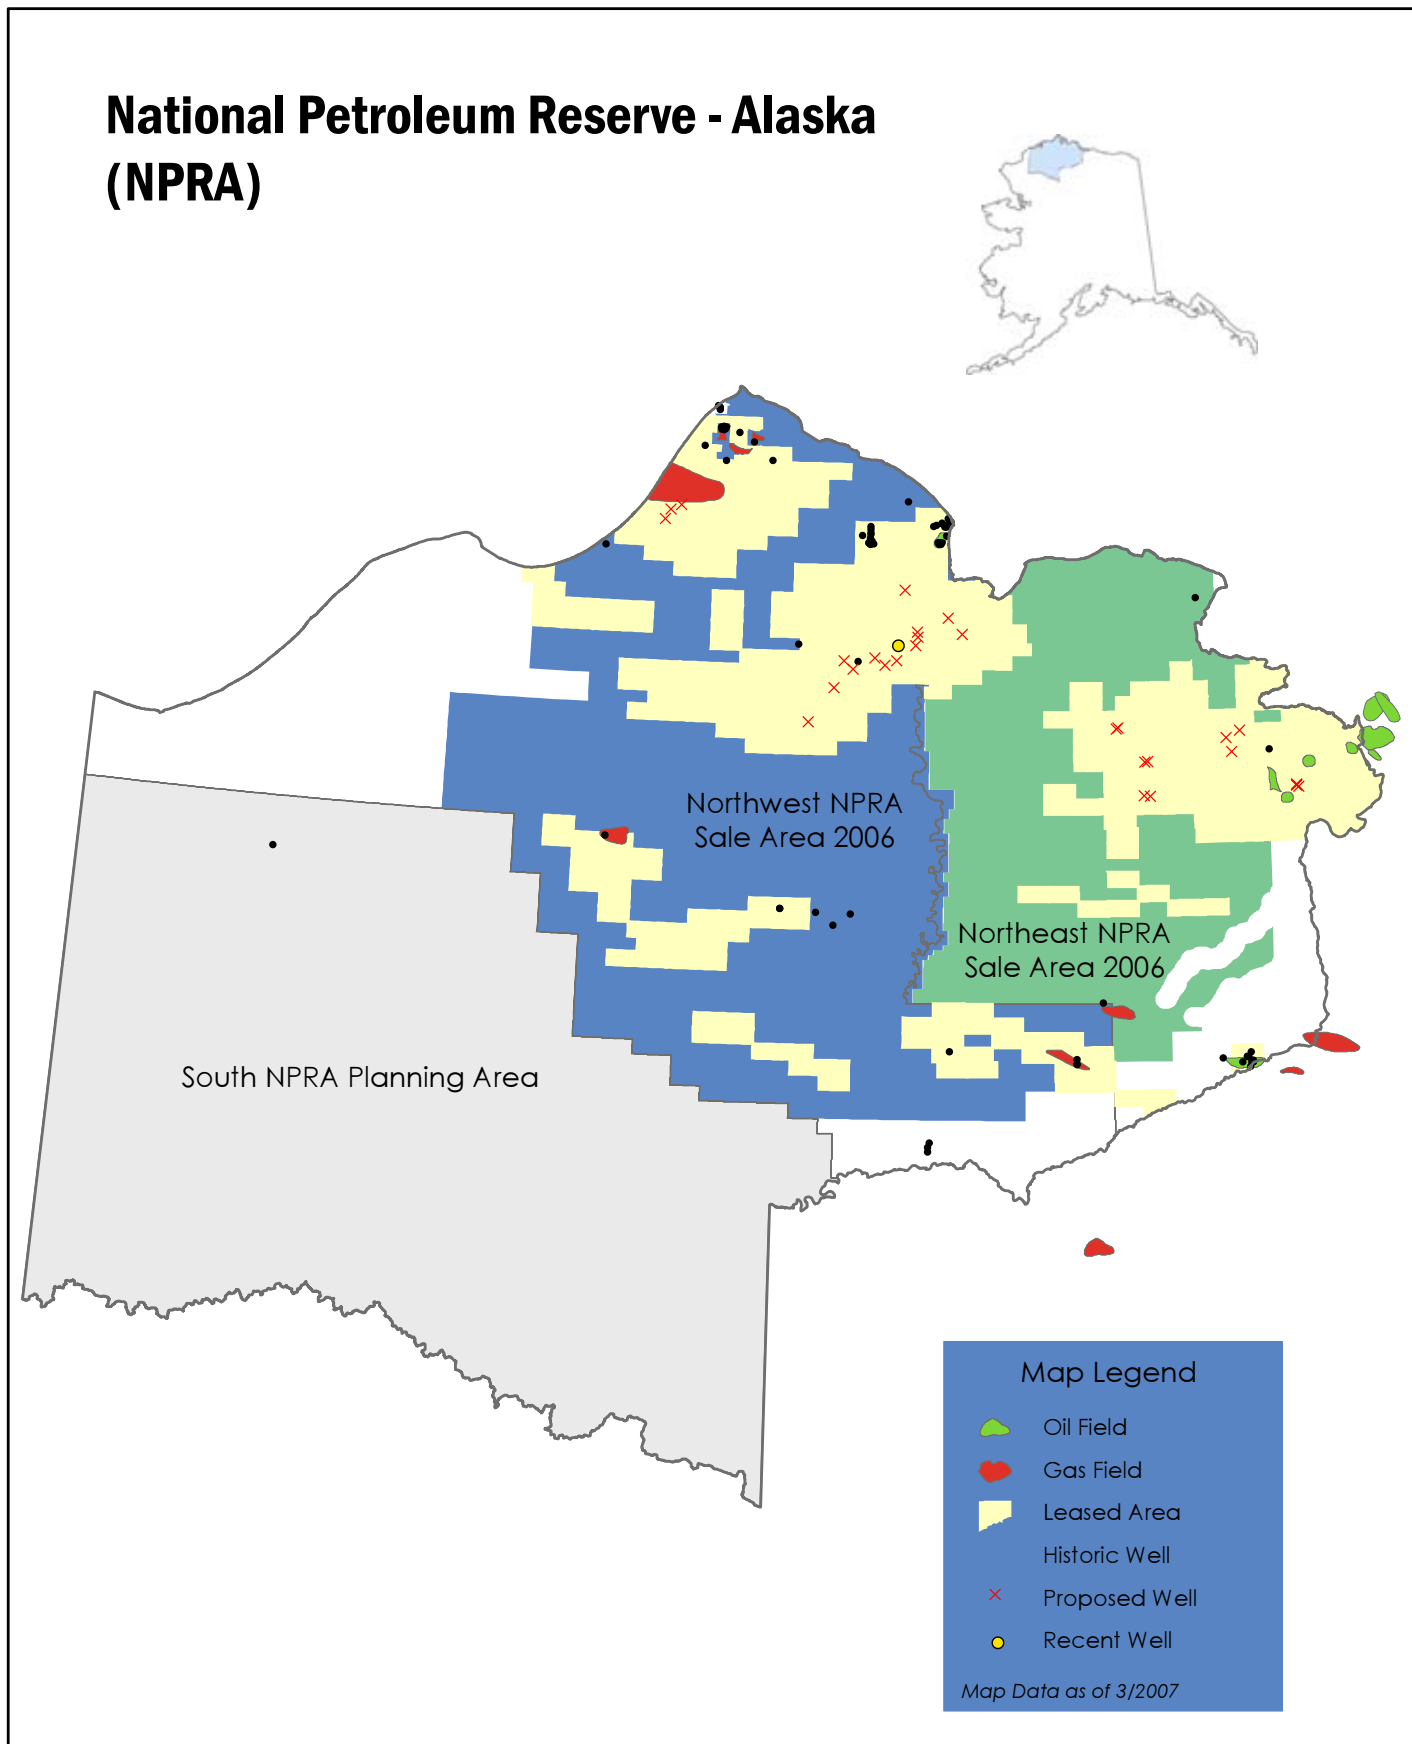 National Petroleum Reserve - Alaska
(NPRA)
Northwest NPRA
Sale Area 2006
Northeast NPRA
Sale Area 2006
South NPRA Planning Area
Map Legend
Oil Field
Gas Field
Leased Area
Historic Well
Proposed Well
Recent Well
Map Data as of 3/2007